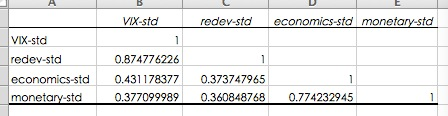 A B C D E
VIX-std redev-std economics-std monetary-std
VIX-std 1
redev-std 0.874776226 1
economics-std 0.431178377 0.373747965 1
monetary-std 0.377099989 0.360848768 0.774232945 1